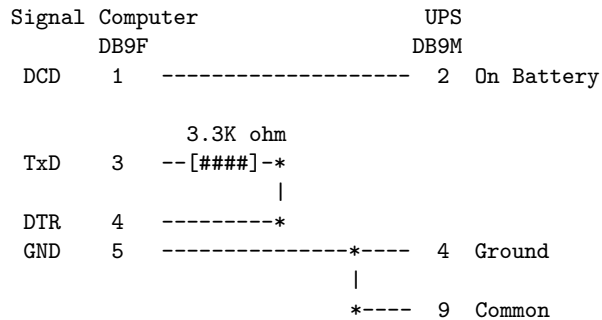 Signal Computer                          UPS
       DB9F                             DB9M
 DCD    1   --------------------  2  On Battery
              3.3K ohm
 TxD    3   --[####]-*
                     |
 DTR    4   ---------*
 GND    5   ---------------*----  4  Ground
                           |
                           *----  9  Common